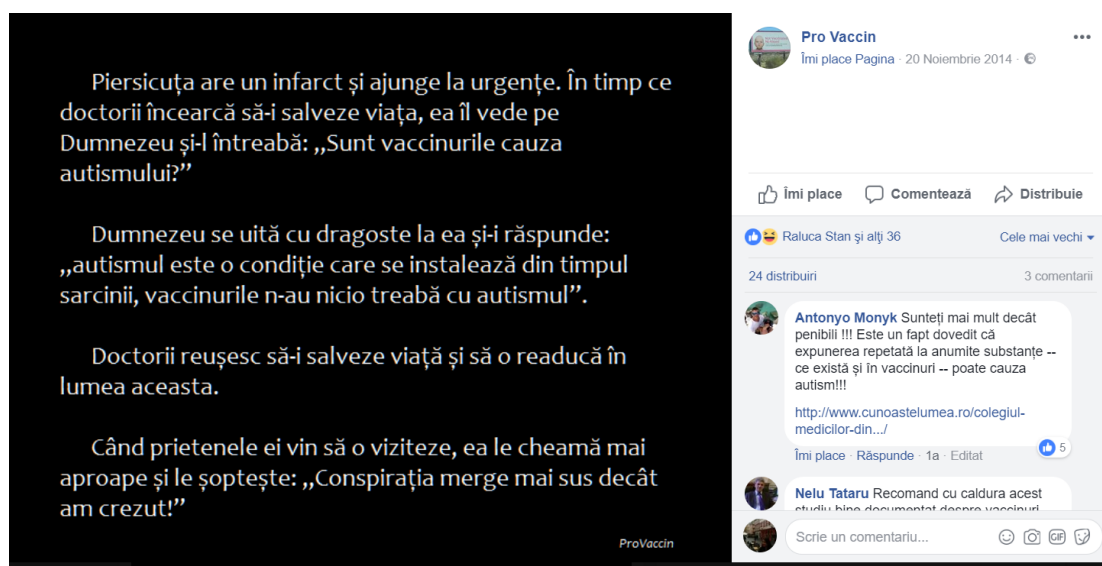 Piersicuța are un infarct și ajunge la urgențe. În timp ce
doctorii încearcă să-i salveze viața, ea îl vede pe
Dumnezeu și-l întreabă: „Sunt vaccinurile cauza
autismului?”
Dumnezeu se uită cu dragoste la ea și-i răspunde:
„autismul este o condiție care se instalează din timpul
sarcinii, vaccinurile n-au nicio treabă cu autismul”.
Doctorii reușesc să-i salveze viață și să o readucă în
lumea aceasta.
Când prietenele ei vin să o viziteze, ea le cheamă mai
aproape și le șoptește: „Conspirația merge mai sus decât
am crezut!”
ProVaccin
Pro Vaccin
Îmi place Pagina · 20 Noiembrie 2014 ·
Îmi place Comentează Distribuie
Raluca Stan şi alţi 36 Cele mai vechi
24 distribuiri 3 comentarii
Antonyo Monyk Sunteți mai mult decât
penibili !!! Este un fapt dovedit că
expunerea repetată la anumite substanțe --
ce există și în vaccinuri -- poate cauza
autism!!!
http://www.cunoastelumea.ro/colegiul-
medicilor-din.../
Îmi place · Răspunde · 1a · Editat 5
Nelu Tataru Recomand cu caldura acest
studiu bine documentat despre vaccinuri
Scrie un comentariu...
GIF